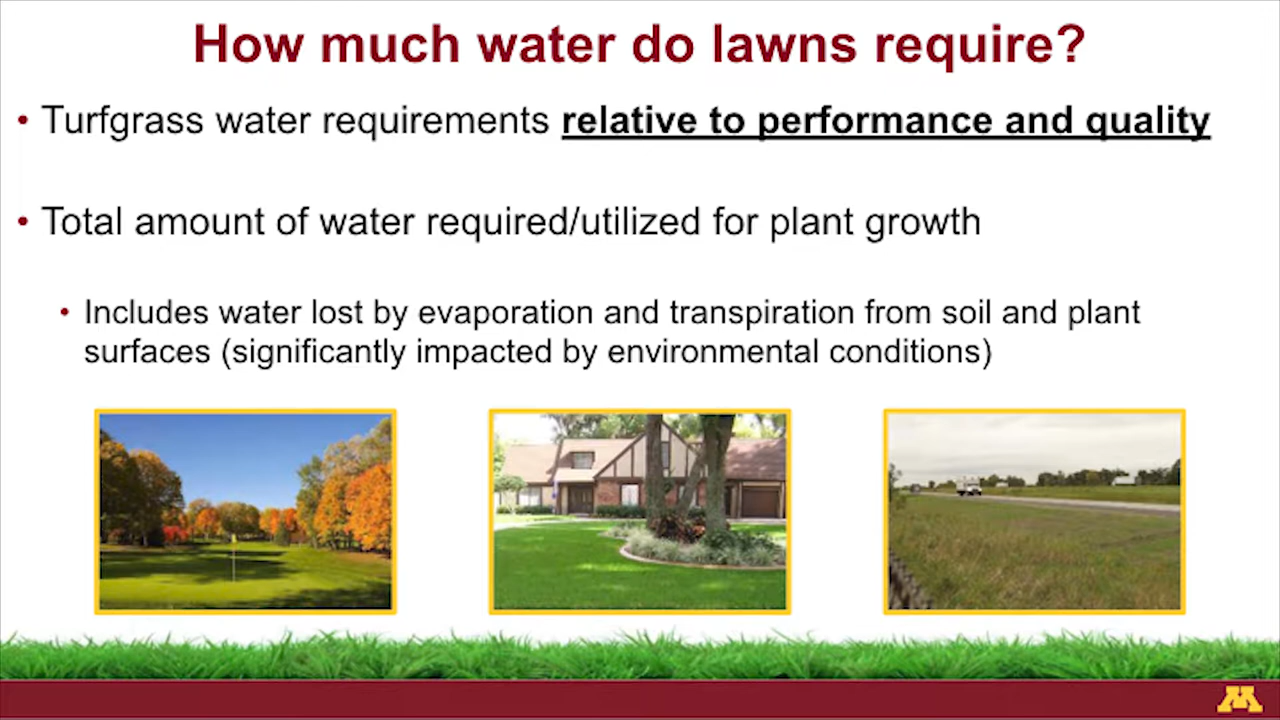 How much water do lawns require?
• Turfgrass water requirements relative to performance and quality
• Total amount of water required/utilized for plant growth
• Includes water lost by evaporation and transpiration from soil and plant
surfaces (significantly impacted by environmental conditions)
M